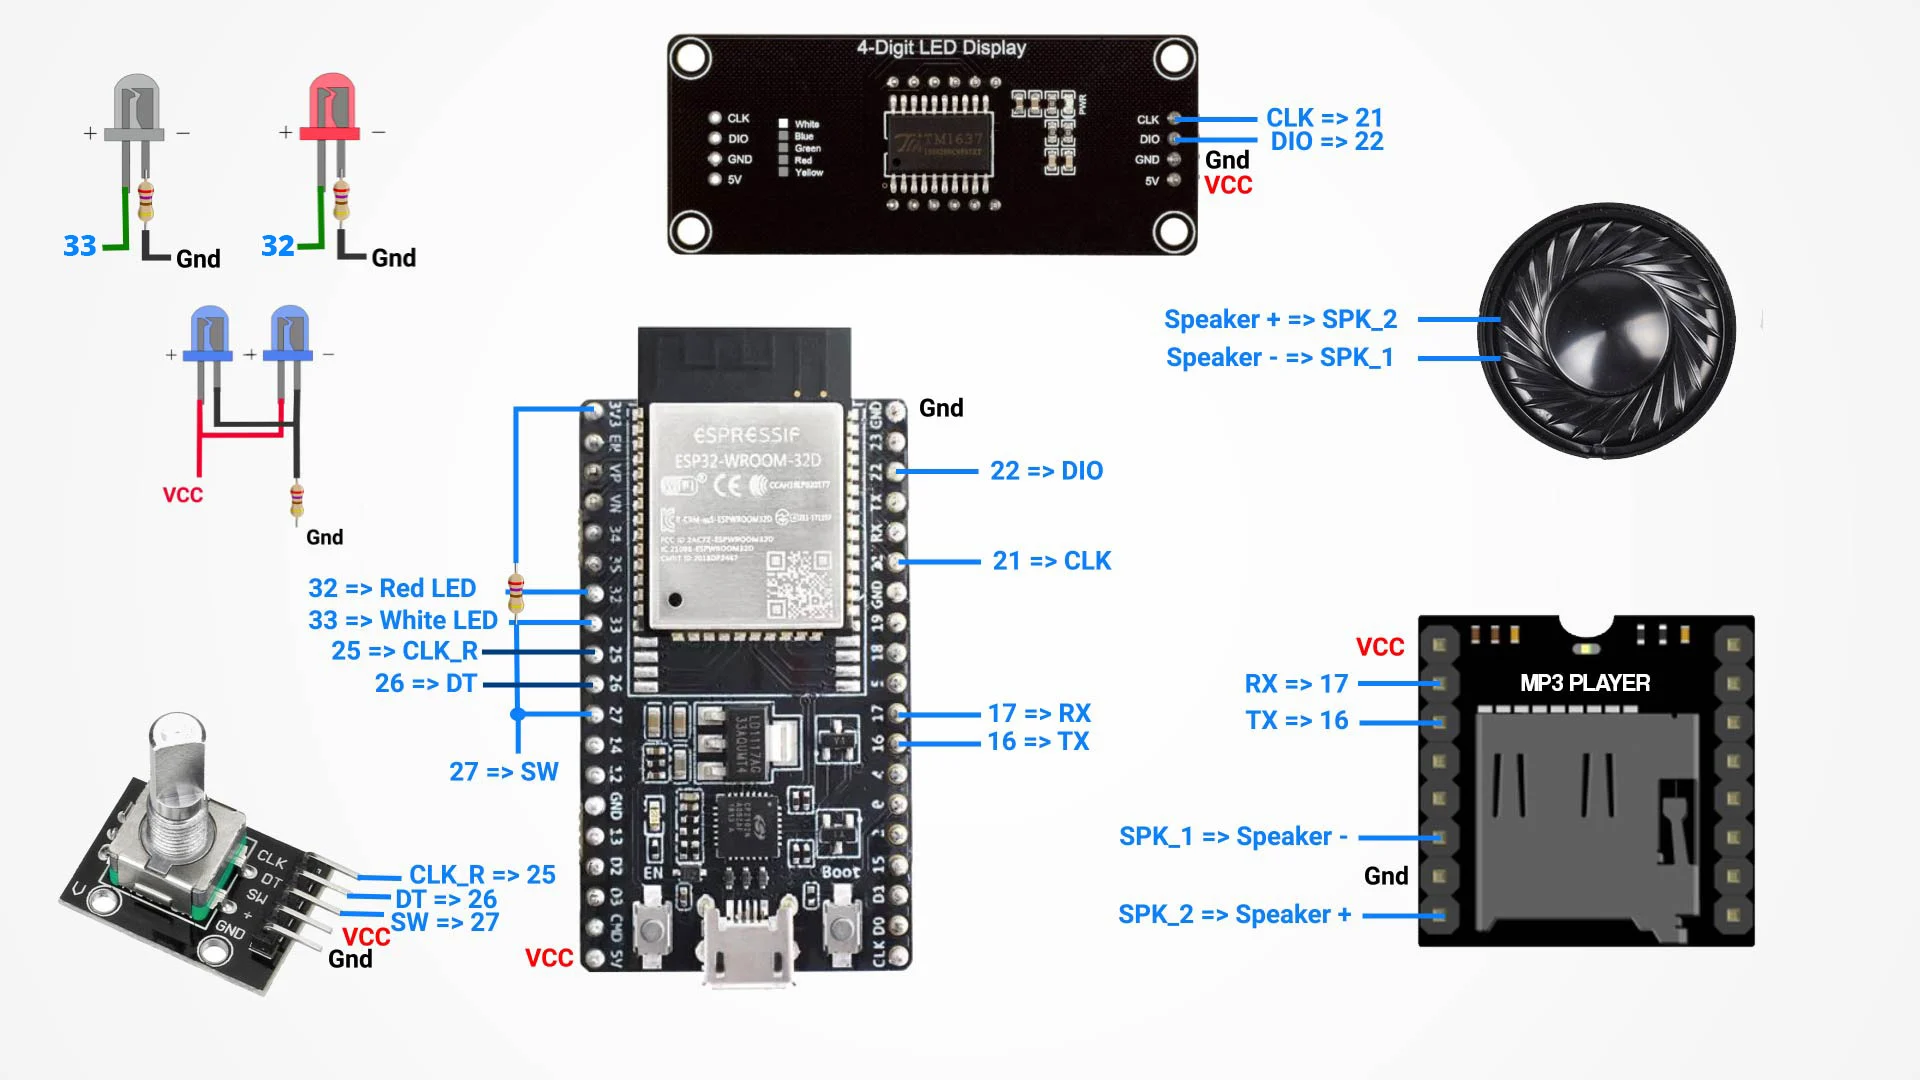 4-Digit LED Display
CLK
DIO
GND
5V
White
Blue
Green
Red
Yellow
TM1637
PWR
CLK
DIO
GND
5V
CLK => 21
DIO => 22
Gnd
VCC
+
−
33
Gnd
+
−
32
Gnd
+
+
−
VCC
Gnd
Speaker + => SPK_2
Speaker - => SPK_1
ESPRESSIF
ESP32-WROOM-32D
WiFi
CE
3V3
EN
VP
VN
34
35
32
33
25
26
27
14
12
GND
13
D2
D3
CMD
5V
GND
23
22
TX
RX
21
GND
19
18
5
17
16
4
0
2
15
D1
D0
CLK
EN
Boot
Gnd
22 => DIO
21 => CLK
17 => RX
16 => TX
32 => Red LED
33 => White LED
25 => CLK_R
26 => DT
27 => SW
VCC
CLK
DT
SW
+
GND
CLK_R => 25
DT => 26
SW => 27
VCC
Gnd
MP3 PLAYER
VCC
RX => 17
TX => 16
SPK_1 => Speaker -
Gnd
SPK_2 => Speaker +